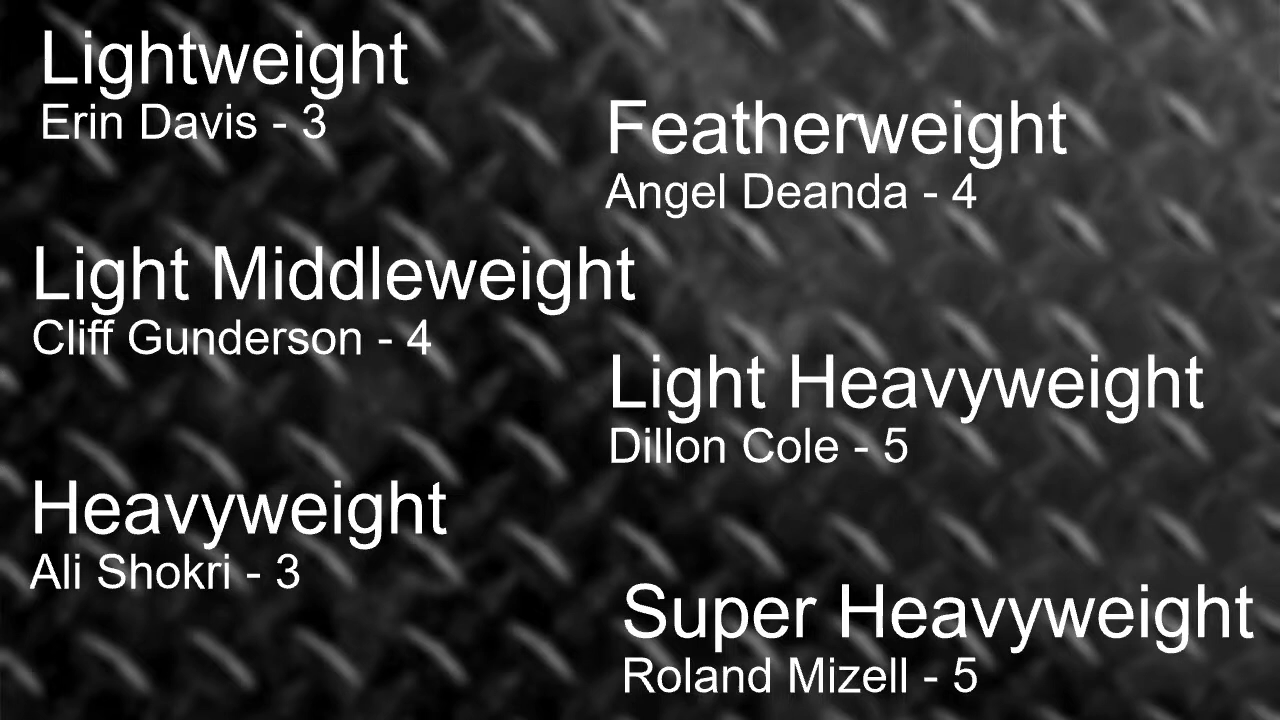 Lightweight
Erin Davis - 3
Featherweight
Angel Deanda - 4
Light Middleweight
Cliff Gunderson - 4
Light Heavyweight
Dillon Cole - 5
Heavyweight
Ali Shokri - 3
Super Heavyweight
Roland Mizell - 5